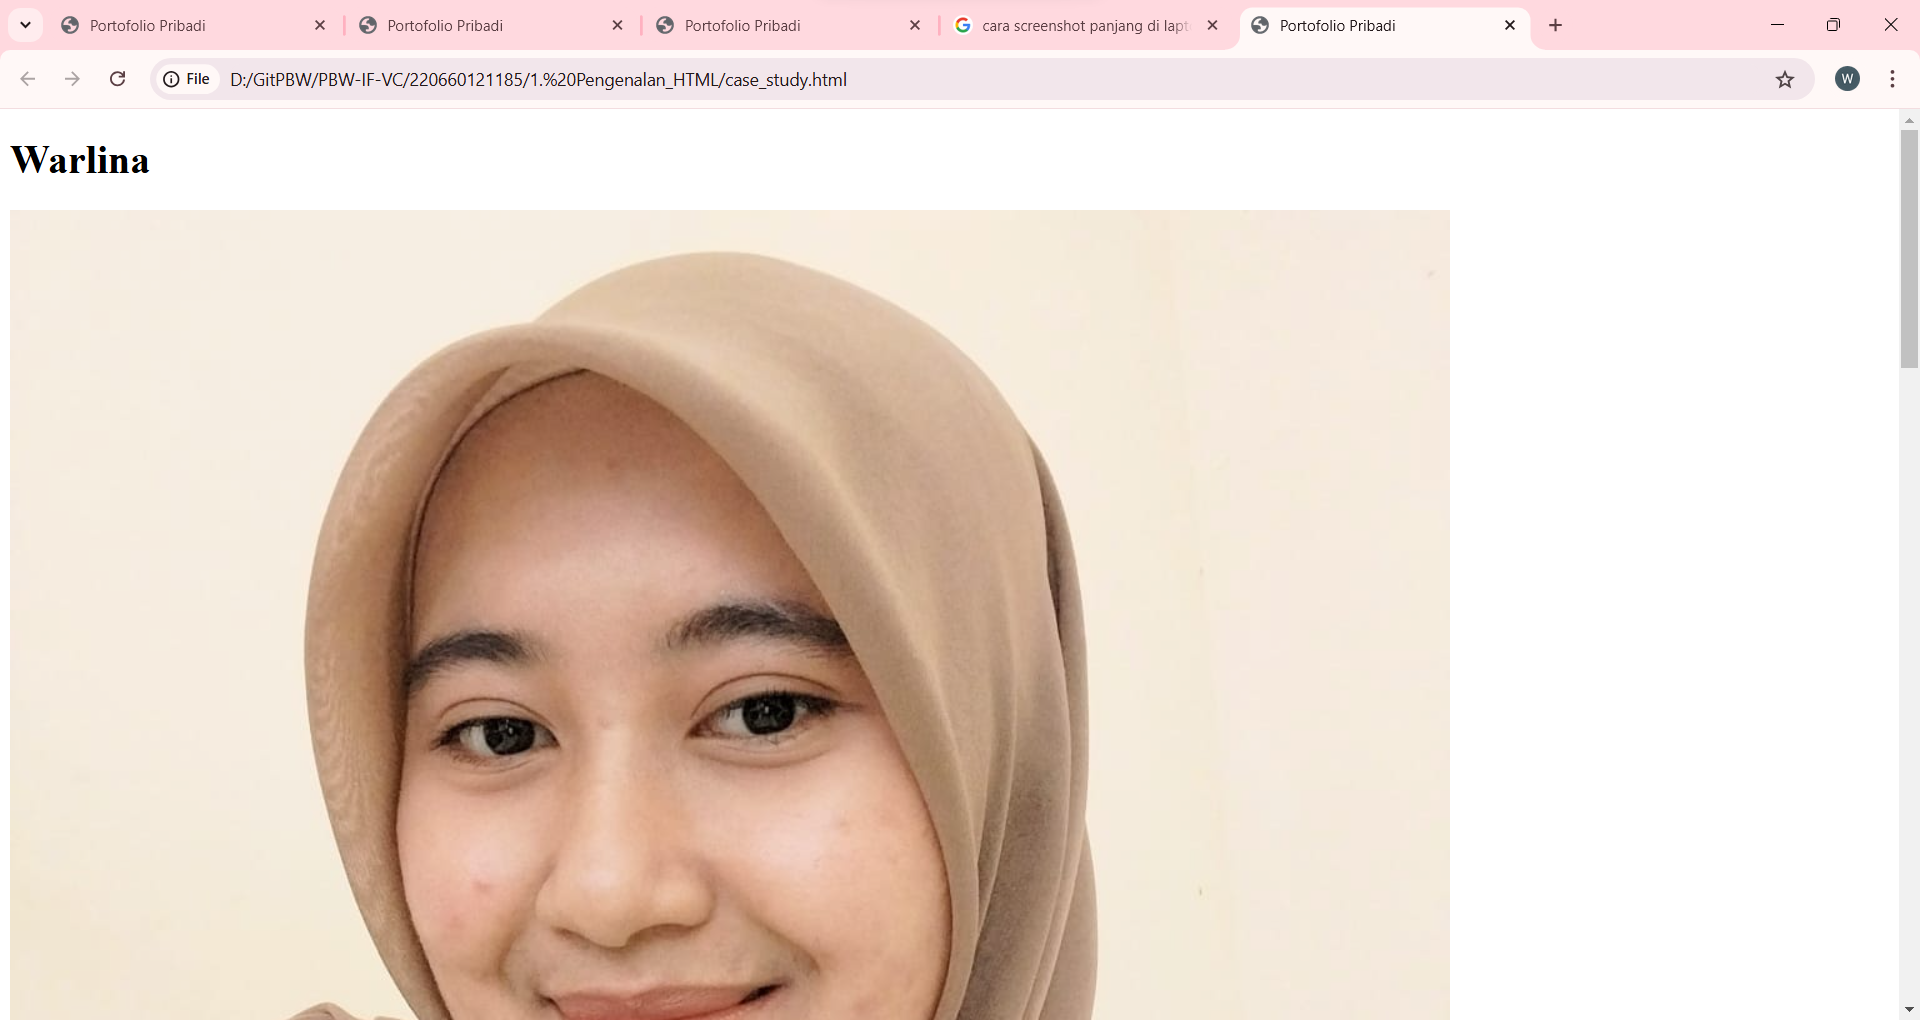 Portofolio Pribadi
Portofolio Pribadi
Portofolio Pribadi
cara screenshot panjang di lapt
Portofolio Pribadi
File
D:/GitPBW/PBW-IF-VC/220660121185/1.%20Pengenalan_HTML/case_study.html
W
Warlina